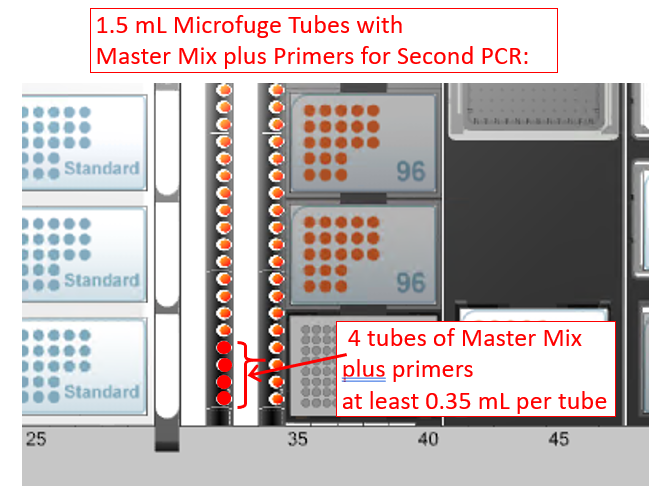 1.5 mL Microfuge Tubes with
Master Mix plus Primers for Second PCR:
Standard
96
Standard
96
Standard
4 tubes of Master Mix
plus primers
at least 0.35 mL per tube
25
35
40
45